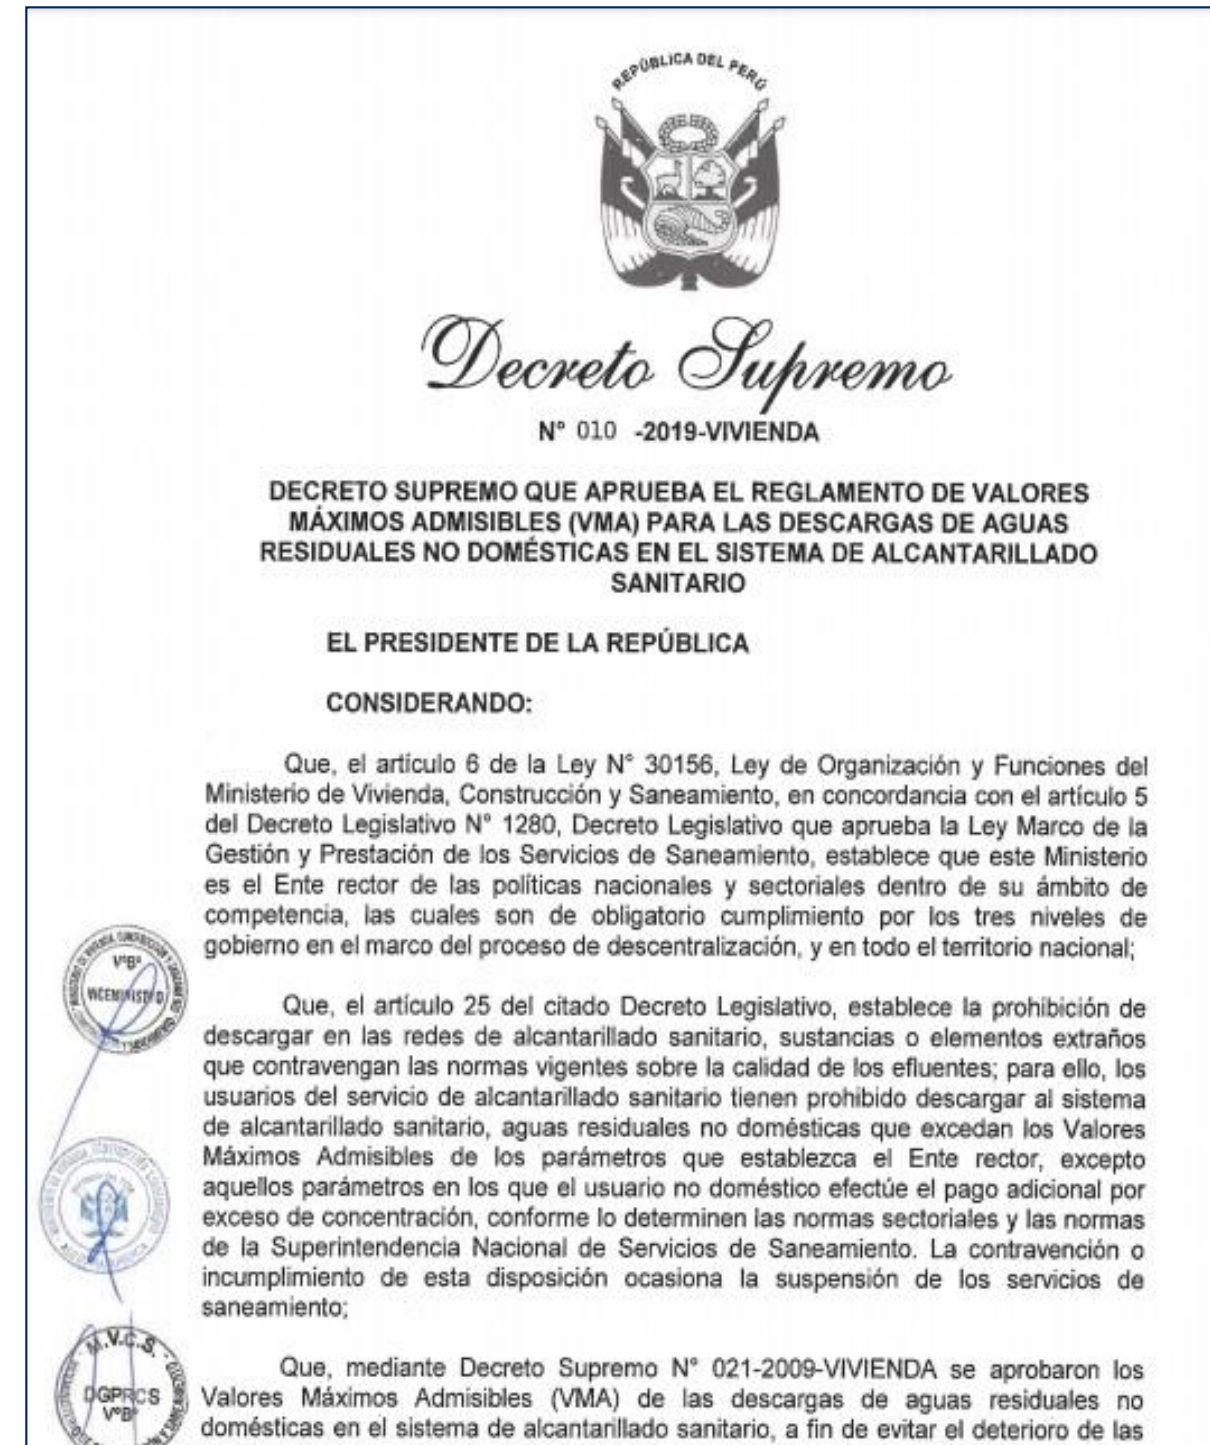 REPÚBLICA DEL PERÚ
Decreto Supremo
N° 010 -2019-VIVIENDA
DECRETO SUPREMO QUE APRUEBA EL REGLAMENTO DE VALORES
MÁXIMOS ADMISIBLES (VMA) PARA LAS DESCARGAS DE AGUAS
RESIDUALES NO DOMÉSTICAS EN EL SISTEMA DE ALCANTARILLADO
SANITARIO
EL PRESIDENTE DE LA REPÚBLICA
CONSIDERANDO:
Que, el artículo 6 de la Ley N° 30156, Ley de Organización y Funciones del
Ministerio de Vivienda, Construcción y Saneamiento, en concordancia con el artículo 5
del Decreto Legislativo N° 1280, Decreto Legislativo que aprueba la Ley Marco de la
Gestión y Prestación de los Servicios de Saneamiento, establece que este Ministerio
es el Ente rector de las políticas nacionales y sectoriales dentro de su ámbito de
competencia, las cuales son de obligatorio cumplimiento por los tres niveles de
gobierno en el marco del proceso de descentralización, y en todo el territorio nacional;
V°B°
VICEMINISTRO
Que, el artículo 25 del citado Decreto Legislativo, establece la prohibición de
descargar en las redes de alcantarillado sanitario, sustancias o elementos extraños
que contravengan las normas vigentes sobre la calidad de los efluentes; para ello, los
usuarios del servicio de alcantarillado sanitario tienen prohibido descargar al sistema
de alcantarillado sanitario, aguas residuales no domésticas que excedan los Valores
Máximos Admisibles de los parámetros que establezca el Ente rector, excepto
aquellos parámetros en los que el usuario no doméstico efectúe el pago adicional por
exceso de concentración, conforme lo determinen las normas sectoriales y las normas
de la Superintendencia Nacional de Servicios de Saneamiento. La contravención o
incumplimiento de esta disposición ocasiona la suspensión de los servicios de
saneamiento;
M.V.C.S.
DGPRCS
V°B°
Que, mediante Decreto Supremo N° 021-2009-VIVIENDA se aprobaron los
Valores Máximos Admisibles (VMA) de las descargas de aguas residuales no
domésticas en el sistema de alcantarillado sanitario, a fin de evitar el deterioro de las